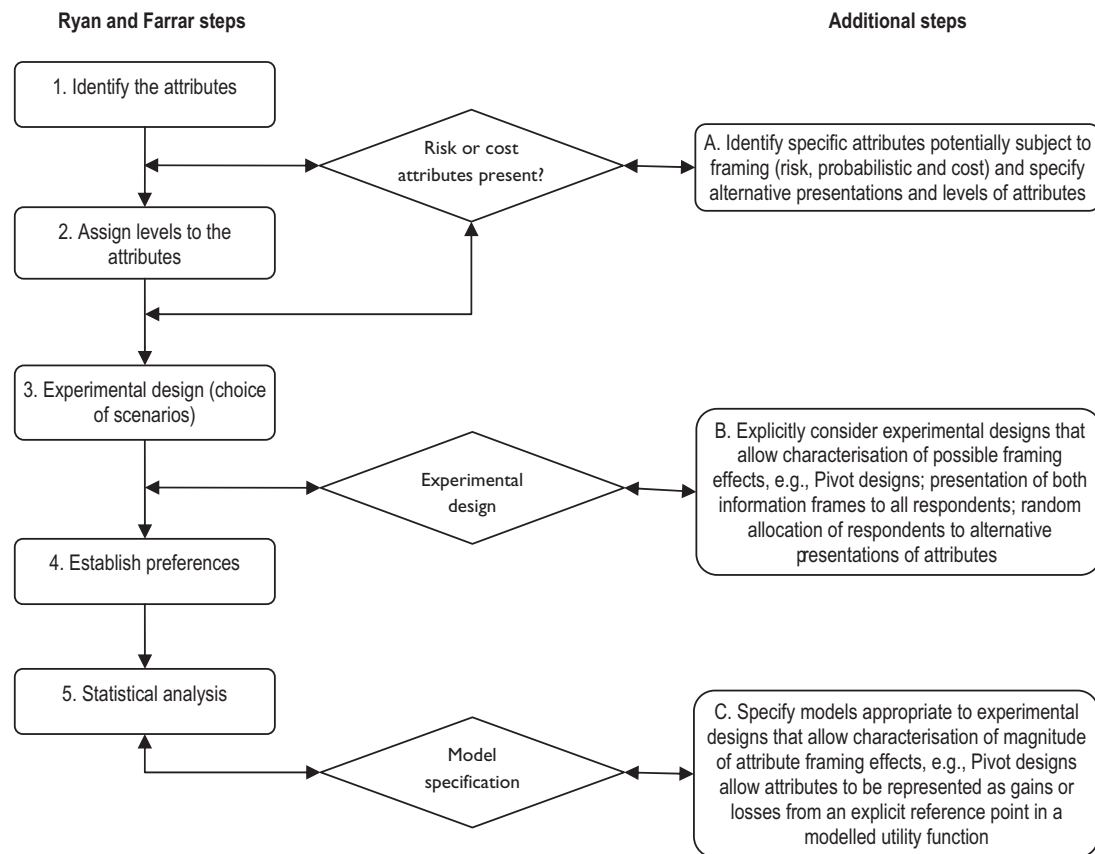 Ryan and Farrar steps
Additional steps
1. Identify the attributes
Risk or cost
attributes present?
A. Identify specific attributes potentially subject to
framing (risk, probabilistic and cost) and specify
alternative presentations and levels of attributes
2. Assign levels to the
attributes
3. Experimental design (choice
of scenarios)
Experimental
design
B. Explicitly consider experimental designs that
allow characterisation of possible framing
effects, e.g., Pivot designs; presentation of both
information frames to all respondents; random
allocation of respondents to alternative
presentations of attributes
4. Establish preferences
5. Statistical analysis
Model
specification
C. Specify models appropriate to experimental
designs that allow characterisation of magnitude
of attribute framing effects, e.g., Pivot designs
allow attributes to be represented as gains or
losses from an explicit reference point in a
modelled utility function